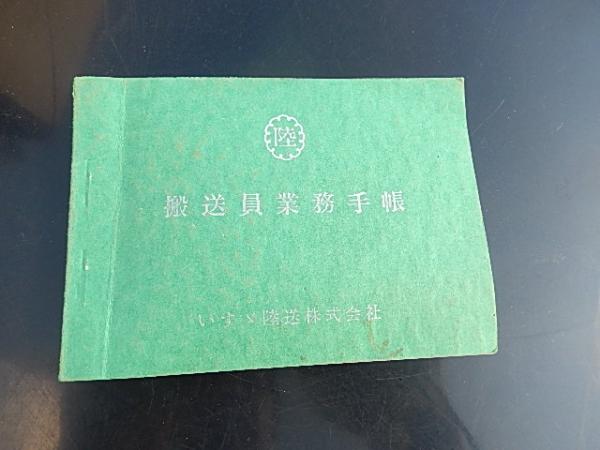 陸
搬送員業務手帳
いすゞ陸送株式会社